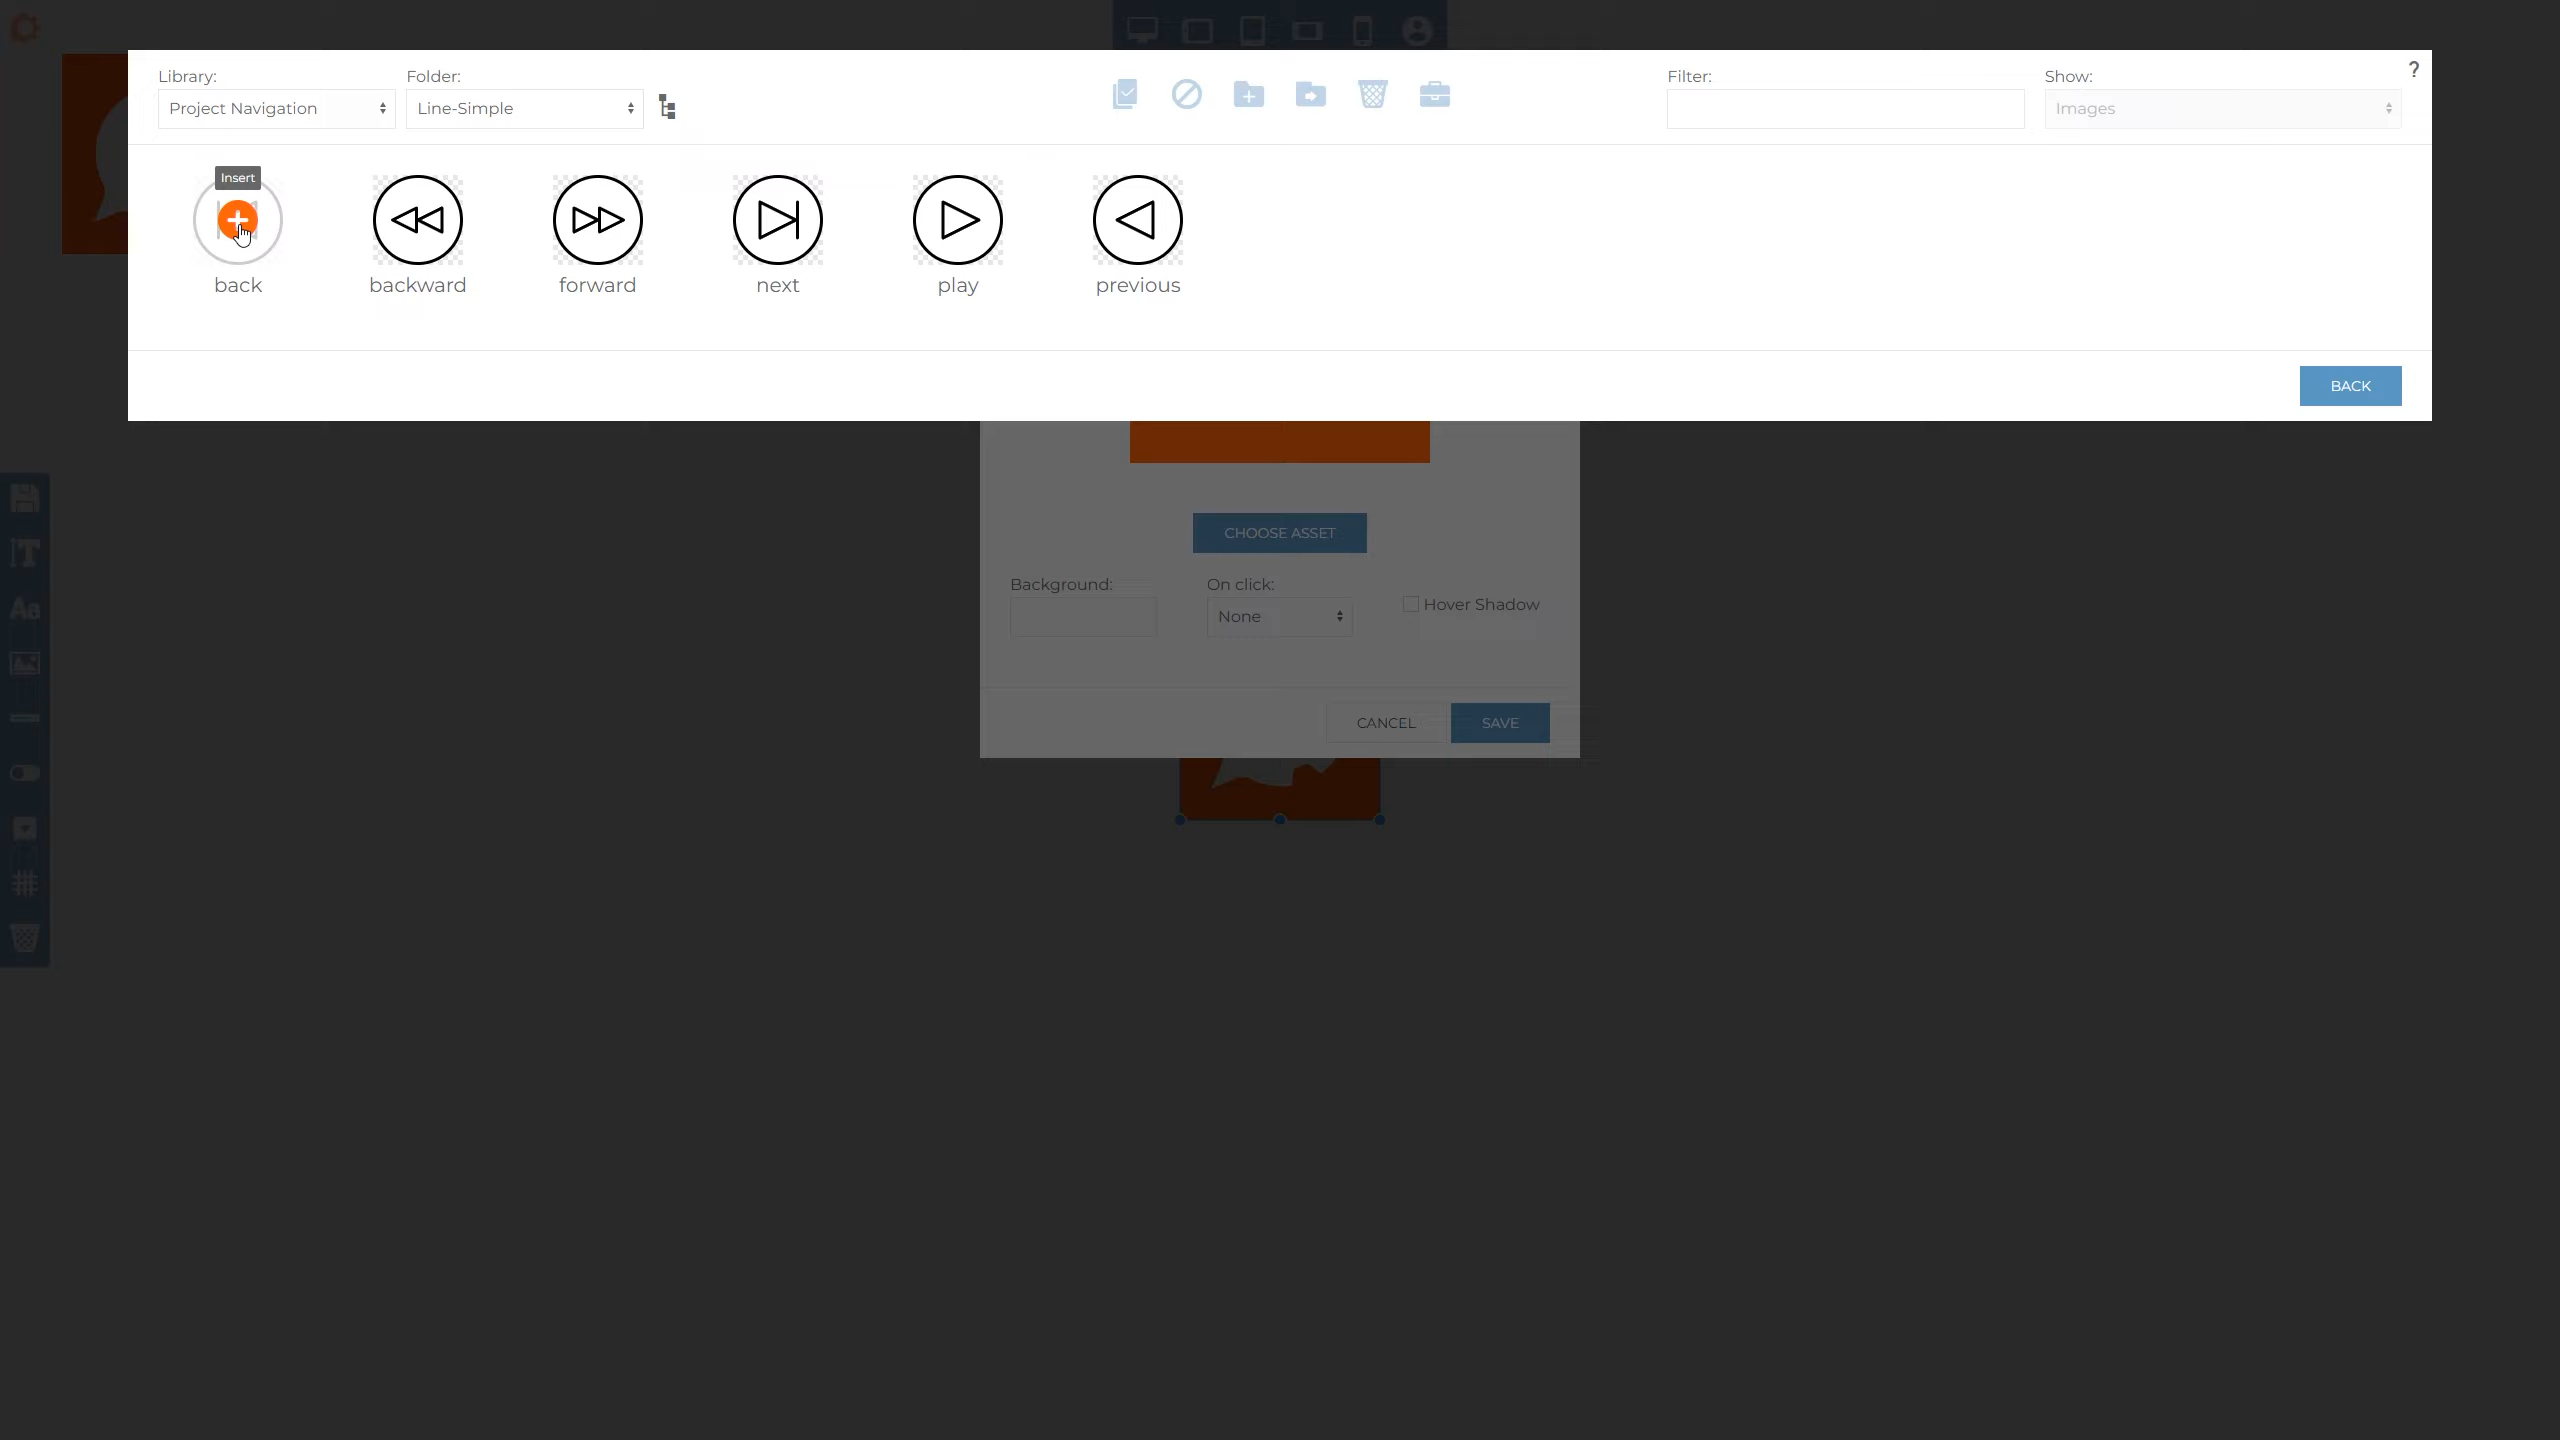 Library:
Folder:
Filter:
Show:
?
Project Navigation
Line-Simple
Images
Insert
back
backward
forward
next
play
previous
BACK
CHOOSE ASSET
Background:
On click:
Hover Shadow
None
CANCEL
SAVE
T
Aa